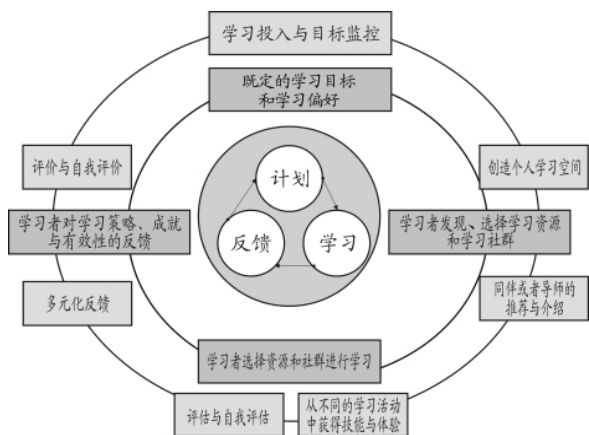 学习投入与目标监控
既定的学习目标
和学习偏好
评价与自我评价
创造个人学习空间
计划
学习者对学习策略、成就
与有效性的反馈
反馈
学习
学习者发现、选择学习资源
和学习社群
多元化反馈
同伴或者导师的
推荐与介绍
学习者选择资源和社群进行学习
评估与自我评估
从不同的学习活动
中获得技能与体验